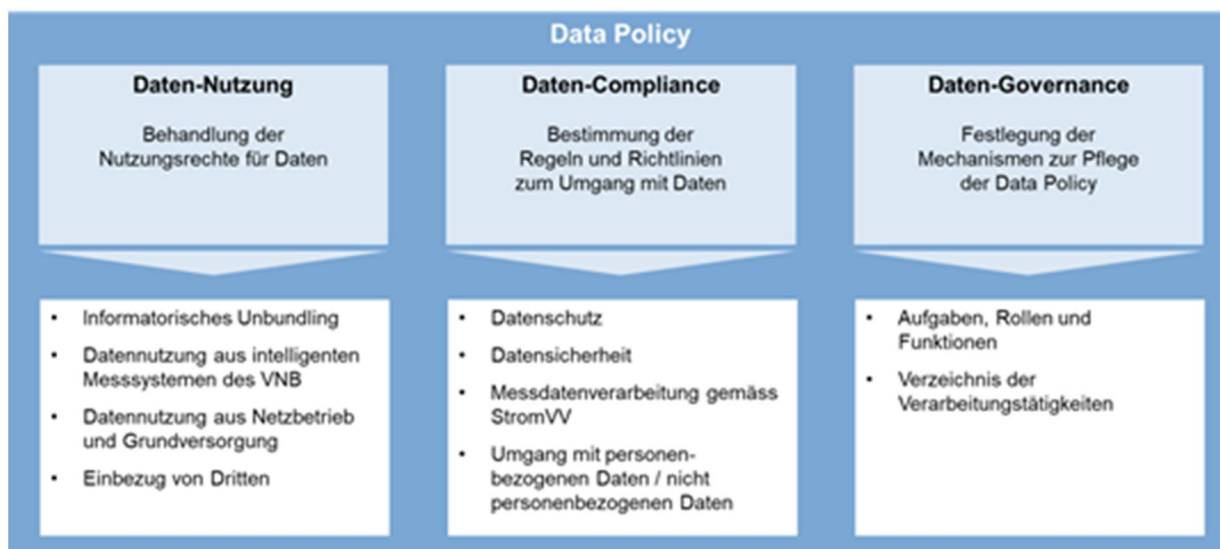 Data Policy
Daten-Nutzung
Behandlung der
Nutzungsrechte für Daten
• Informatorisches Unbundling
• Datennutzung aus intelligenten
Messsystemen des VNB
• Datennutzung aus Netzbetrieb
und Grundversorgung
• Einbezug von Dritten
Daten-Compliance
Bestimmung der
Regeln und Richtlinien
zum Umgang mit Daten
• Datenschutz
• Datensicherheit
• Messdatenverarbeitung gemäss
StromVV
• Umgang mit personen-
bezogenen Daten / nicht
personenbezogenen Daten
Daten-Governance
Festlegung der
Mechanismen zur Pflege
der Data Policy
• Aufgaben, Rollen und
Funktionen
• Verzeichnis der
Verarbeitungstätigkeiten